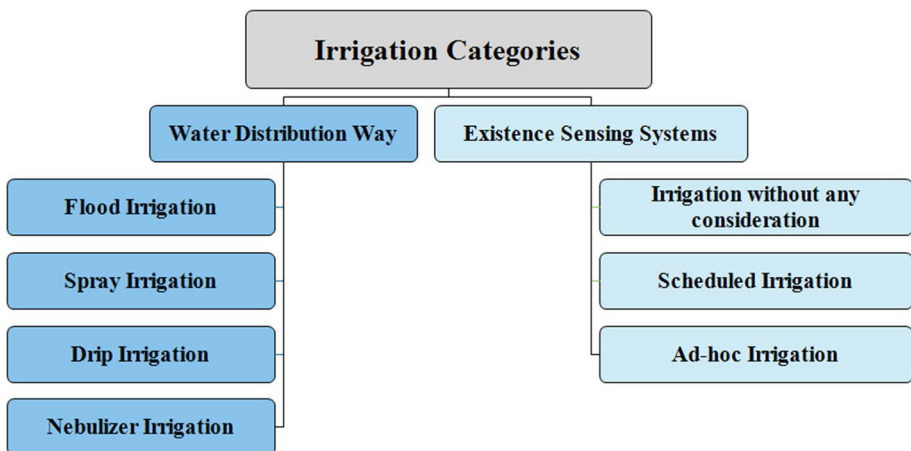 Irrigation Categories
Water Distribution Way
Existence Sensing Systems
Flood Irrigation
Spray Irrigation
Drip Irrigation
Nebulizer Irrigation
Irrigation without any
consideration
Scheduled Irrigation
Ad-hoc Irrigation